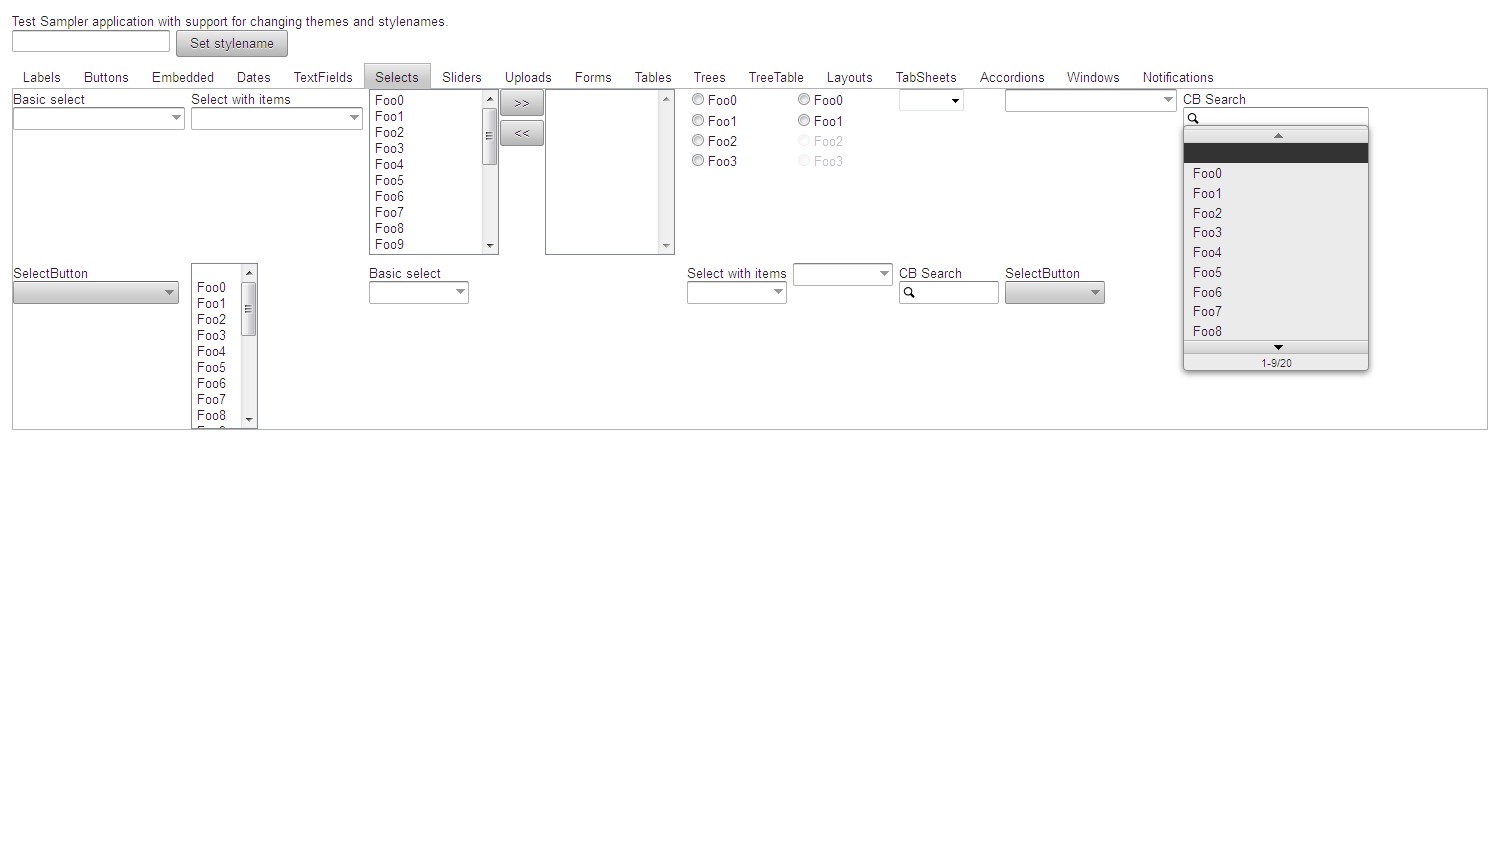 Test Sampler application with support for changing themes and stylenames.
Set stylename
Labels Buttons Embedded Dates TextFields Selects Sliders Uploads Forms Tables Trees TreeTable Layouts TabSheets Accordions Windows Notifications
Basic select
Select with items
Foo0
Foo1
Foo2
Foo3
Foo4
Foo5
Foo6
Foo7
Foo8
Foo9
>>
<<
Foo0
Foo1
Foo2
Foo3
Foo0
Foo1
Foo2
Foo3
CB Search
Foo0
Foo1
Foo2
Foo3
Foo4
Foo5
Foo6
Foo7
Foo8
1-9/20
SelectButton
Foo0
Foo1
Foo2
Foo3
Foo4
Foo5
Foo6
Foo7
Foo8
Basic select
Select with items
CB Search
SelectButton